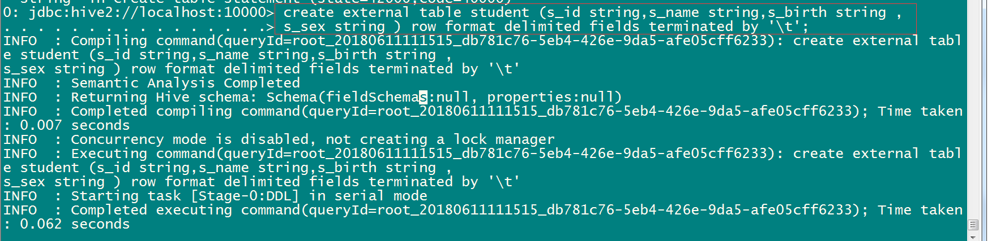 0: jdbc:hive2://localhost:10000> create external table student (s_id string,s_name string,s_birth string ,
. . . . . . . . . . . . . . . .> s_sex string ) row format delimited fields terminated by '\t';
INFO  : Compiling command(queryId=root_20180611111515_db781c76-5eb4-426e-9da5-afe05cff6233): create external tabl
e student (s_id string,s_name string,s_birth string ,
s_sex string ) row format delimited fields terminated by '\t'
INFO  : Semantic Analysis Completed
INFO  : Returning Hive schema: Schema(fieldSchemas:null, properties:null)
INFO  : Completed compiling command(queryId=root_20180611111515_db781c76-5eb4-426e-9da5-afe05cff6233); Time taken
: 0.007 seconds
INFO  : Concurrency mode is disabled, not creating a lock manager
INFO  : Executing command(queryId=root_20180611111515_db781c76-5eb4-426e-9da5-afe05cff6233): create external tabl
e student (s_id string,s_name string,s_birth string ,
s_sex string ) row format delimited fields terminated by '\t'
INFO  : Starting task [Stage-0:DDL] in serial mode
INFO  : Completed executing command(queryId=root_20180611111515_db781c76-5eb4-426e-9da5-afe05cff6233); Time taken
: 0.062 seconds